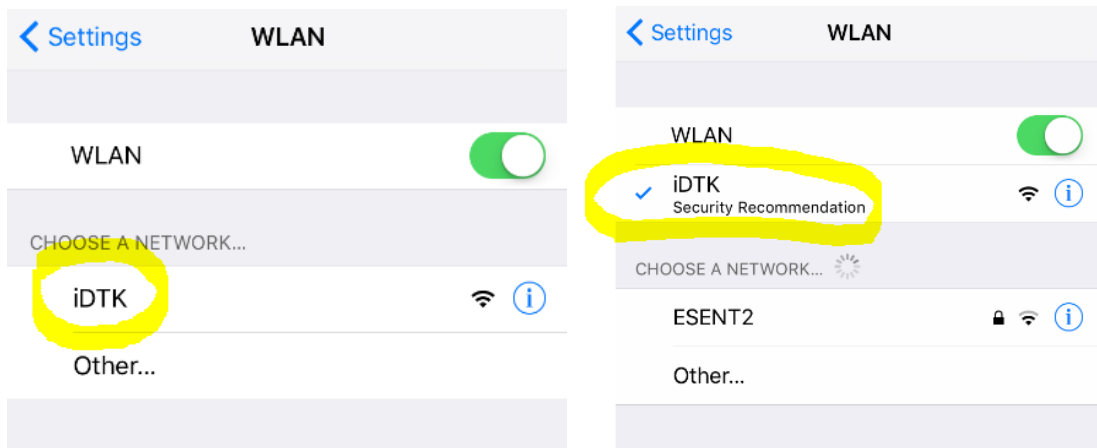 Settings WLAN
WLAN
CHOOSE A NETWORK...
iDTK
Other...
Settings WLAN
WLAN
iDTK
Security Recommendation
CHOOSE A NETWORK...
ESENT2
Other...